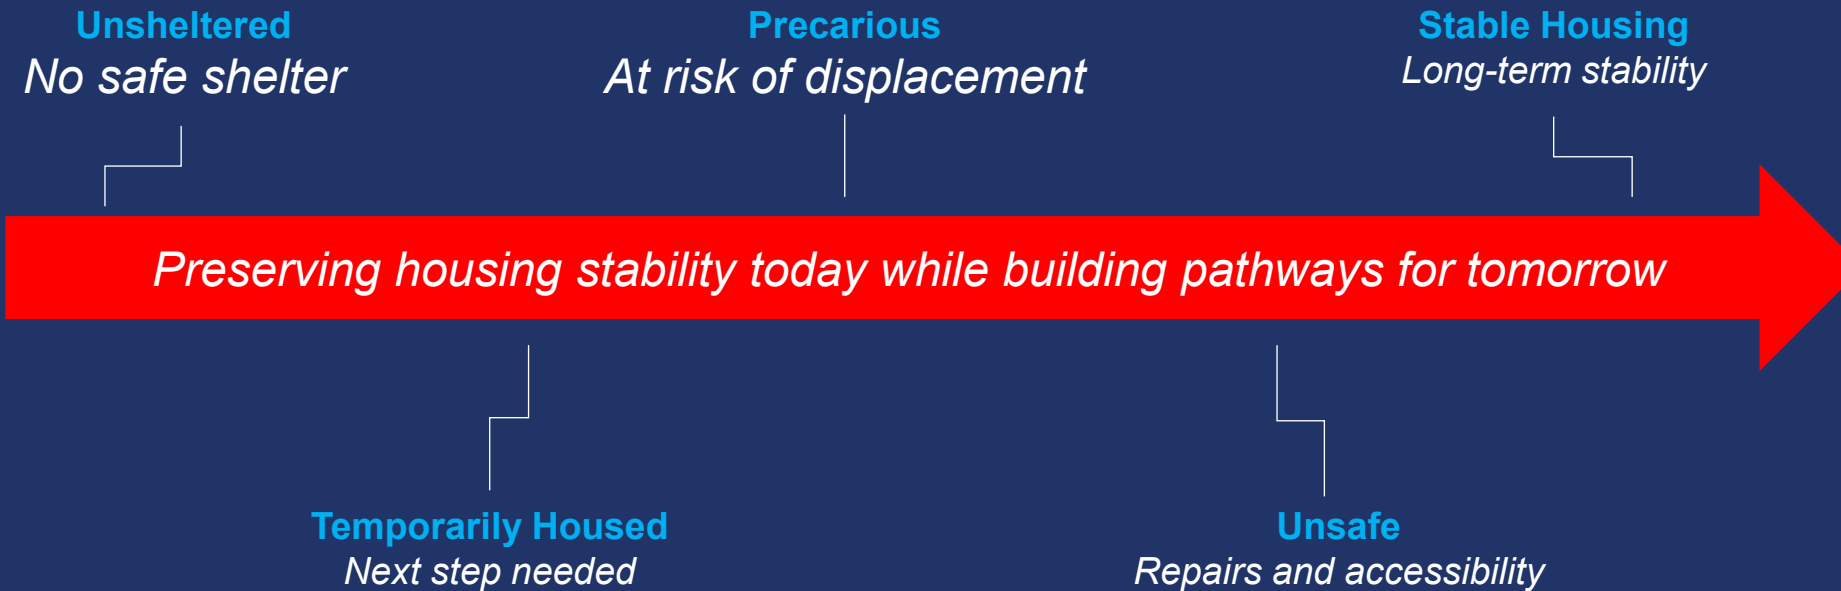 Unsheltered
No safe shelter
Precarious
At risk of displacement
Stable Housing
Long-term stability
Preserving housing stability today while building pathways for tomorrow
Temporarily Housed
Next step needed
Unsafe
Repairs and accessibility